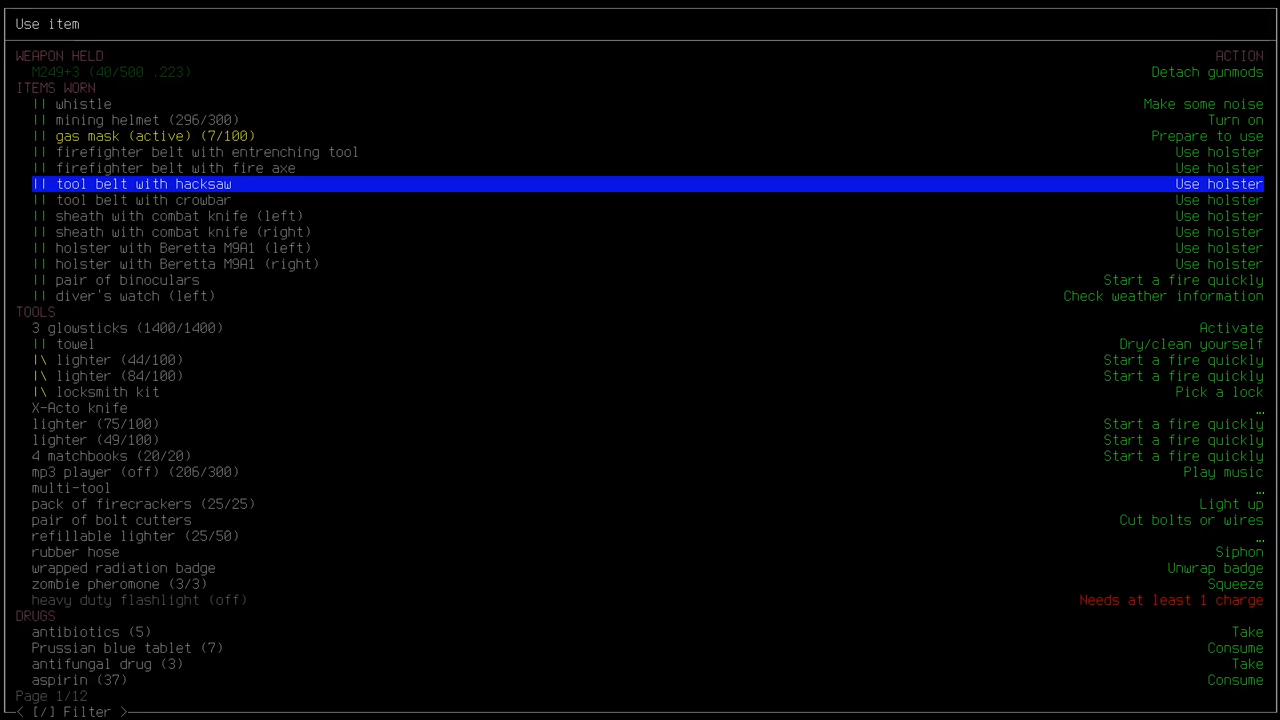 Use item
WEAPON HELD ACTION
M249+3 (40/500 .223) Detach gunmods
ITEMS WORN
|| whistle Make some noise
|| mining helmet (296/300) Turn on
|| gas mask (active) (7/100) Prepare to use
|| firefighter belt with entrenching tool Use holster
|| firefighter belt with fire axe Use holster
|| tool belt with hacksaw Use holster
|| tool belt with crowbar Use holster
|| sheath with combat knife (left) Use holster
|| sheath with combat knife (right) Use holster
|| holster with Beretta M9A1 (left) Use holster
|| holster with Beretta M9A1 (right) Use holster
|| pair of binoculars Start a fire quickly
|| diver's watch (left) Check weather information
TOOLS
3 glowsticks (1400/1400) Activate
|| towel Dry/clean yourself
|\ lighter (44/100) Start a fire quickly
|\ lighter (84/100) Start a fire quickly
|\ locksmith kit Pick a lock
X-Acto knife …
lighter (75/100) Start a fire quickly
lighter (49/100) Start a fire quickly
4 matchbooks (20/20) Start a fire quickly
mp3 player (off) (206/300) Play music
multi-tool …
pack of firecrackers (25/25) Light up
pair of bolt cutters Cut bolts or wires
refillable lighter (25/50) …
rubber hose Siphon
wrapped radiation badge Unwrap badge
zombie pheromone (3/3) Squeeze
heavy duty flashlight (off) Needs at least 1 charge
DRUGS
antibiotics (5) Take
Prussian blue tablet (7) Consume
antifungal drug (3) Take
aspirin (37) Consume
Page 1/12
< [/] Filter >